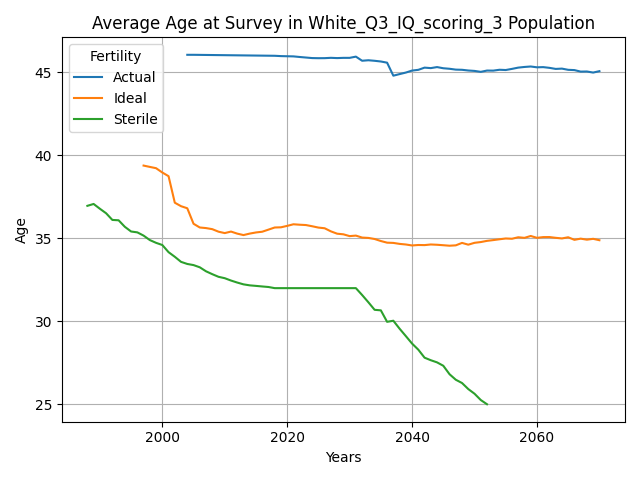 Average Age at Survey in White_Q3_IQ_scoring_3 Population
Fertility
Actual
Ideal
Sterile
45
40
35
30
25
Age
2000
2020
2040
2060
Years